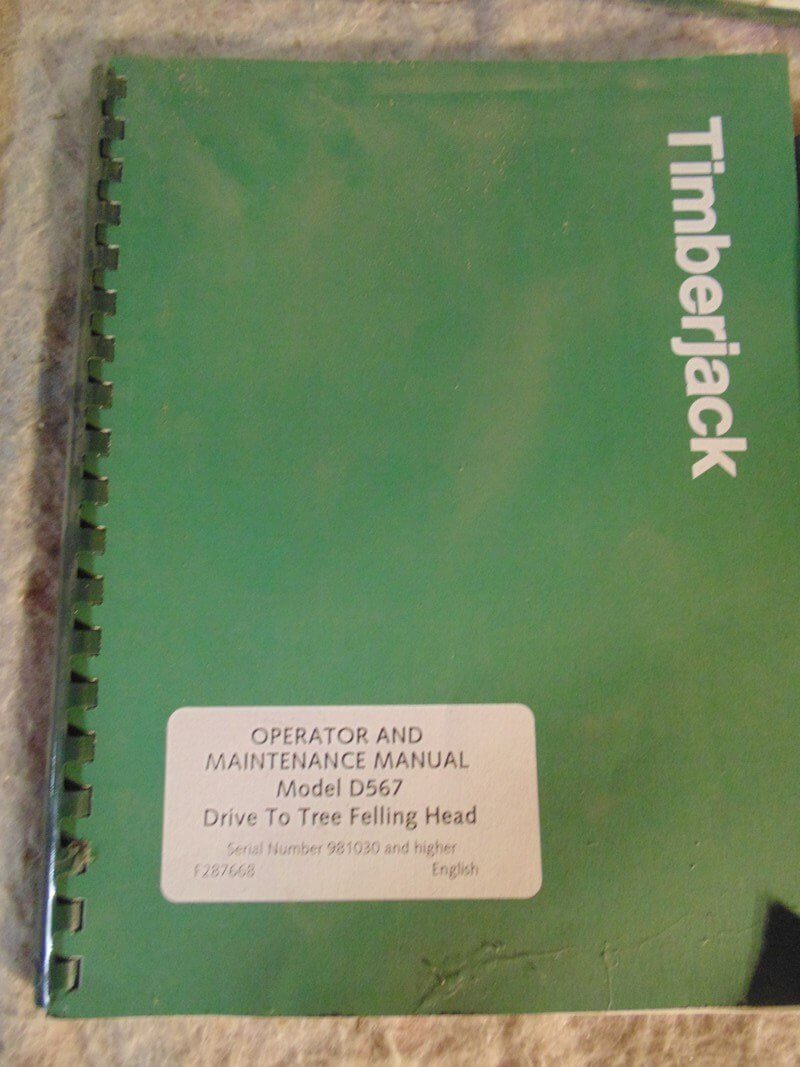 Timberjack
OPERATOR AND
MAINTENANCE MANUAL
Model D567
Drive To Tree Felling Head
Serial Number 981030 and higher
F287668 English